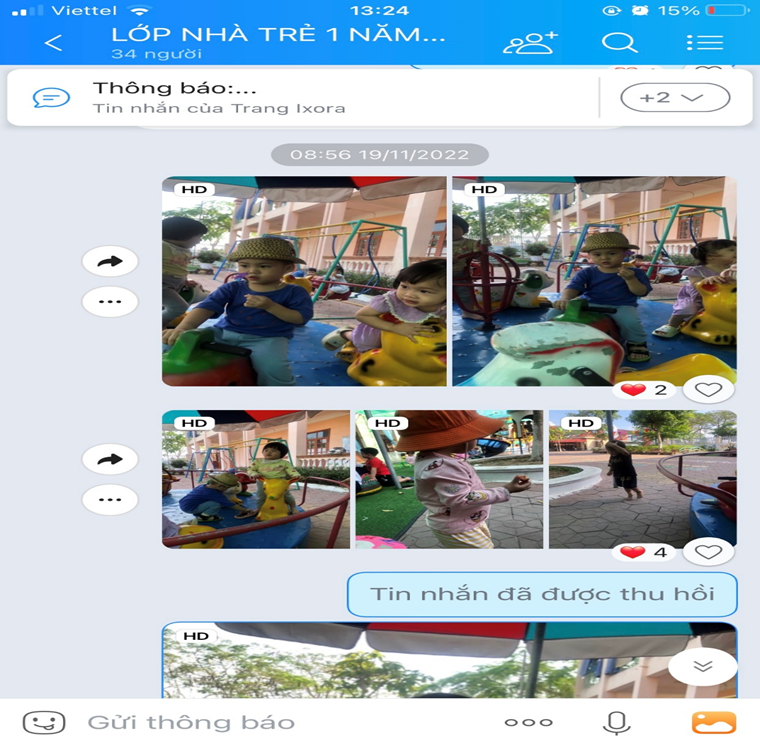 Viettel 13:24 15%
LỚP NHÀ TRẺ 1 NĂM...
34 người
Thông báo:...
Tin nhắn của Trang Ixora
+2
08:56 19/11/2022
HD HD
2
HD HD HD
4
Tin nhắn đã được thu hồi
HD
Gửi thông báo